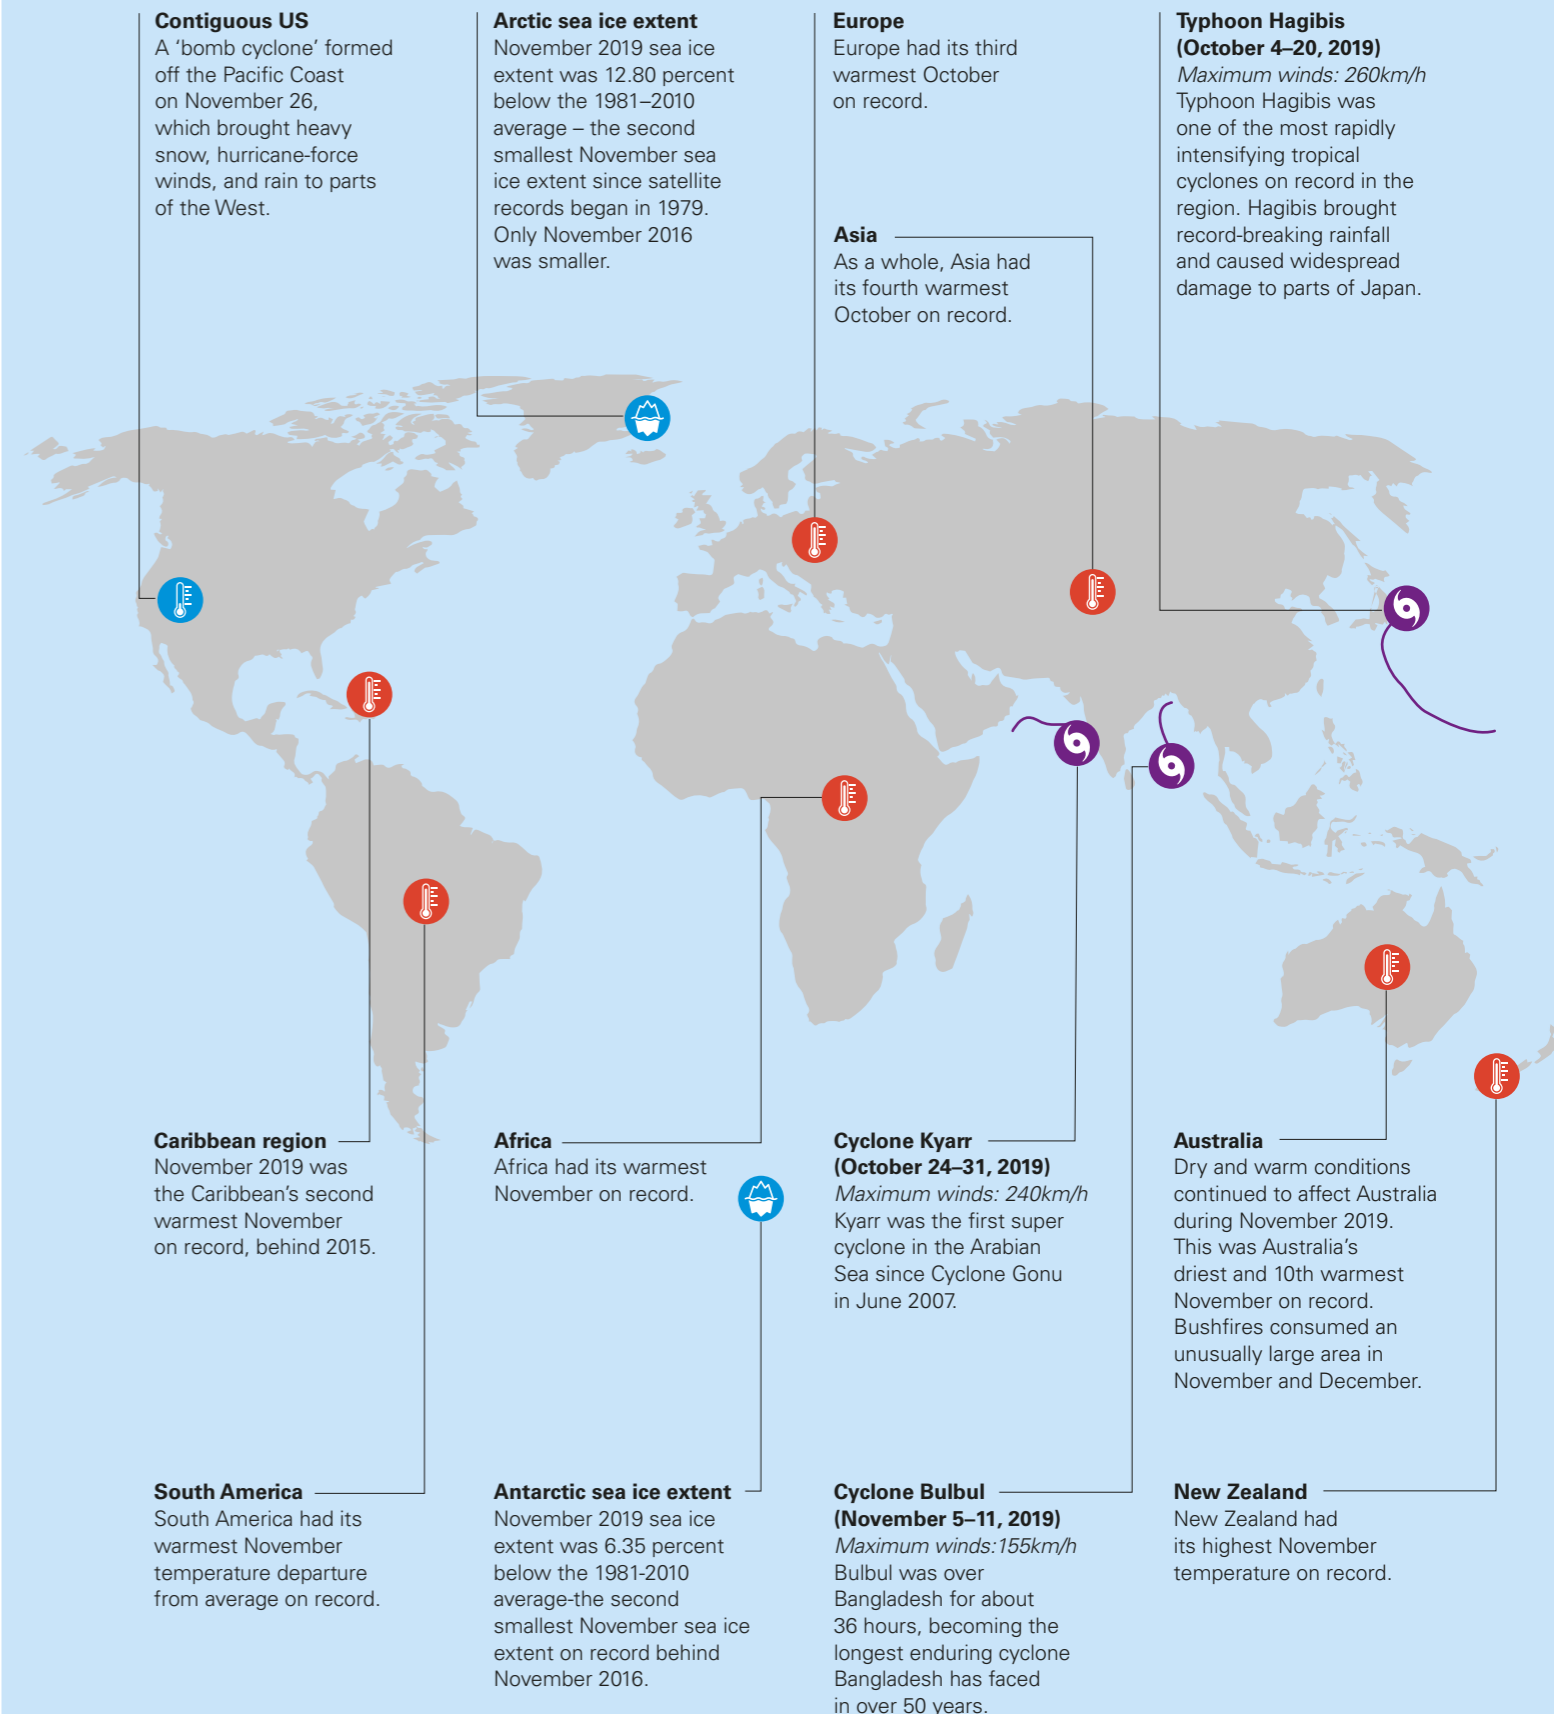 Contiguous US
A ‘bomb cyclone’ formed
off the Pacific Coast
on November 26,
which brought heavy
snow, hurricane-force
winds, and rain to parts
of the West.
Arctic sea ice extent
November 2019 sea ice
extent was 12.80 percent
below the 1981–2010
average – the second
smallest November sea
ice extent since satellite
records began in 1979.
Only November 2016
was smaller.
Europe
Europe had its third
warmest October
on record.
Asia
As a whole, Asia had
its fourth warmest
October on record.
Typhoon Hagibis
(October 4–20, 2019)
Maximum winds: 260km/h
Typhoon Hagibis was
one of the most rapidly
intensifying tropical
cyclones on record in the
region. Hagibis brought
record-breaking rainfall
and caused widespread
damage to parts of Japan.
Caribbean region
November 2019 was
the Caribbean’s second
warmest November
on record, behind 2015.
Africa
Africa had its warmest
November on record.
Cyclone Kyarr
(October 24–31, 2019)
Maximum winds: 240km/h
Kyarr was the first super
cyclone in the Arabian
Sea since Cyclone Gonu
in June 2007.
Australia
Dry and warm conditions
continued to affect Australia
during November 2019.
This was Australia’s
driest and 10th warmest
November on record.
Bushfires consumed an
unusually large area in
November and December.
South America
South America had its
warmest November
temperature departure
from average on record.
Antarctic sea ice extent
November 2019 sea ice
extent was 6.35 percent
below the 1981-2010
average-the second
smallest November sea ice
extent on record behind
November 2016.
Cyclone Bulbul
(November 5–11, 2019)
Maximum winds:155km/h
Bulbul was over
Bangladesh for about
36 hours, becoming the
longest enduring cyclone
Bangladesh has faced
in over 50 years.
New Zealand
New Zealand had
its highest November
temperature on record.